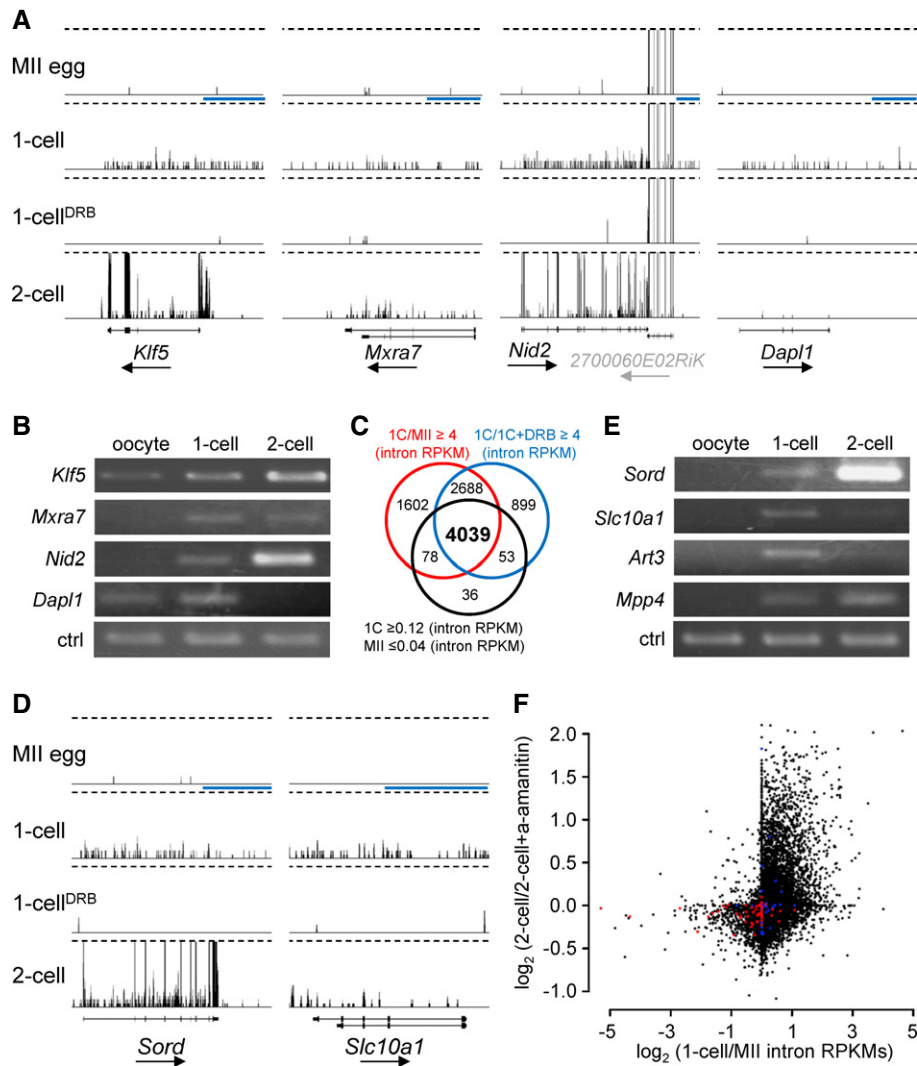 A
MII egg
1-cell
1-cellDRB
2-cell
Klf5
Mxra7
Nid2
2700060E02RiK
Dapl1
B
oocyte 1-cell 2-cell
Klf5
Mxra7
Nid2
Dapl1
ctrl
C
1C/MII ≥ 4
(intron RPKM)
1C/1C+DRB ≥ 4
(intron RPKM)
1602
2688
899
4039
78
53
36
1C ≥0.12 (intron RPKM)
MII ≤0.04 (intron RPKM)
E
oocyte 1-cell 2-cell
Sord
Slc10a1
Art3
Mpp4
ctrl
D
MII egg
1-cell
1-cellDRB
2-cell
Sord
Slc10a1
F
log2 (2-cell/2-cell+a-amanitin)
2.0
1.5
1.0
0.5
0.0
-0.5
-1.0
-5 -3 -1 1 3 5
log2 (1-cell/MII intron RPKMs)